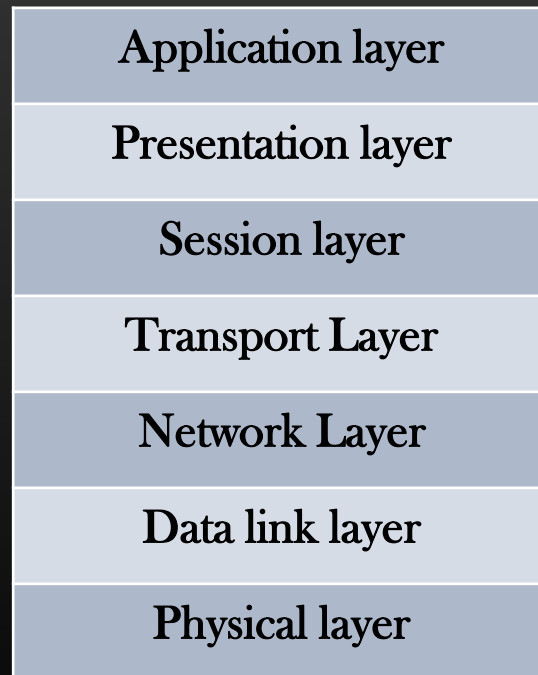 Application layer
Presentation layer
Session layer
Transport Layer
Network Layer
Data link layer
Physical layer